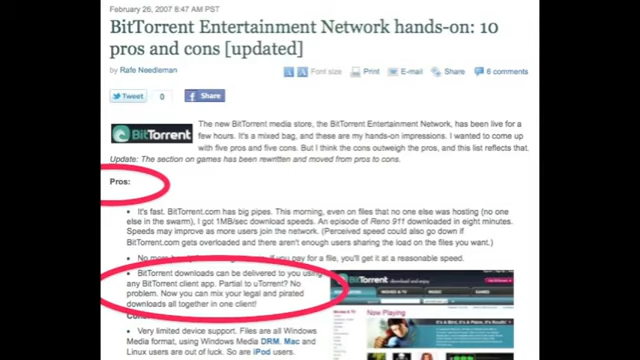 February 26, 2007 8:47 AM PST
BitTorrent Entertainment Network hands-on: 10
pros and cons [updated]
by Rafe Needleman
Font size
Print
E-mail
Share
6 comments
Tweet
0
Share
BitTorrent
The new BitTorrent media store, the BitTorrent Entertainment Network, has been live for a
few hours. It's a mixed bag, and these are my hands-on impressions. I wanted to come up
with five pros and five cons. But I think the cons outweigh the pros, and this list reflects that.
Update: The section on games has been rewritten and moved from pros to cons.
Pros:
It's fast. BitTorrent.com has big pipes. This morning, even on files that no one else was hosting (no one
else in the swarm), I got 1MB/sec download speeds. An episode of Reno 911 downloaded in eight minutes.
Speeds may improve as more users join the network. (Perceived speed could also go down if
BitTorrent.com gets overloaded and there aren't enough users sharing the load on the files you want.)
No more
if you pay for a file, you'll get it at a reasonable speed.
BitTorrent downloads can be delivered to you using
any BitTorrent client app. Partial to uTorrent? No
problem. Now you can mix your legal and pirated
downloads all together in one client!
Very limited device support. Files are all Windows
Media format, using Windows Media DRM. Mac and
Linux users are out of luck. So are iPod users.
BitTorrent
MOVIES & TV
MUSIC
GAMES
Now Playing